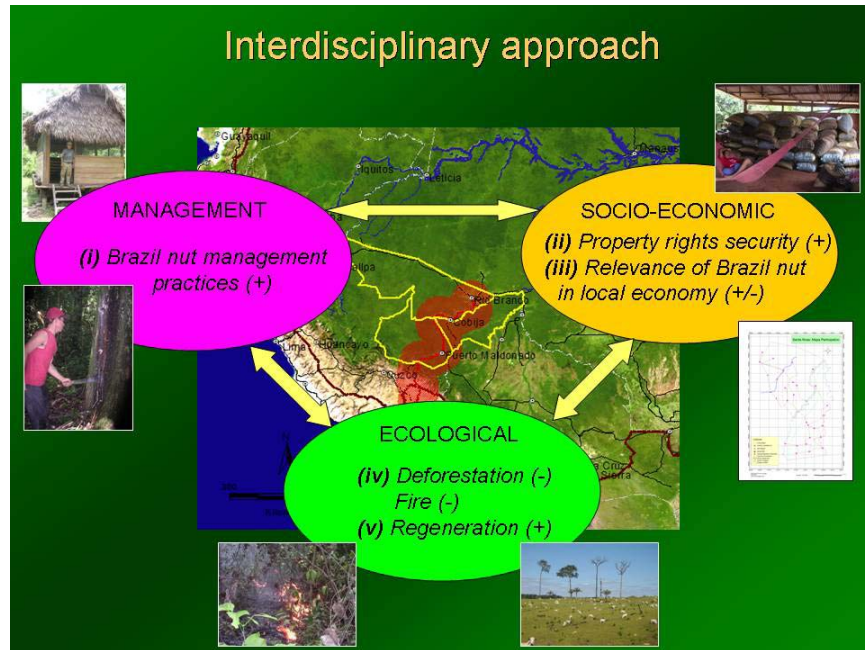 Interdisciplinary approach
Guayaquil
Iquitos
Leticia
MANAGEMENT
(i) Brazil nut management
practices (+)
SOCIO-ECONOMIC
(ii) Property rights security (+)
(iii) Relevance of Brazil nut
in local economy (+/-)
Rio Branco
Cobija
Puerto Maldonado
Lima
Huancayo
Cuzco
ECOLOGICAL
(iv) Deforestation (-)
Fire (-)
(v) Regeneration (+)
N